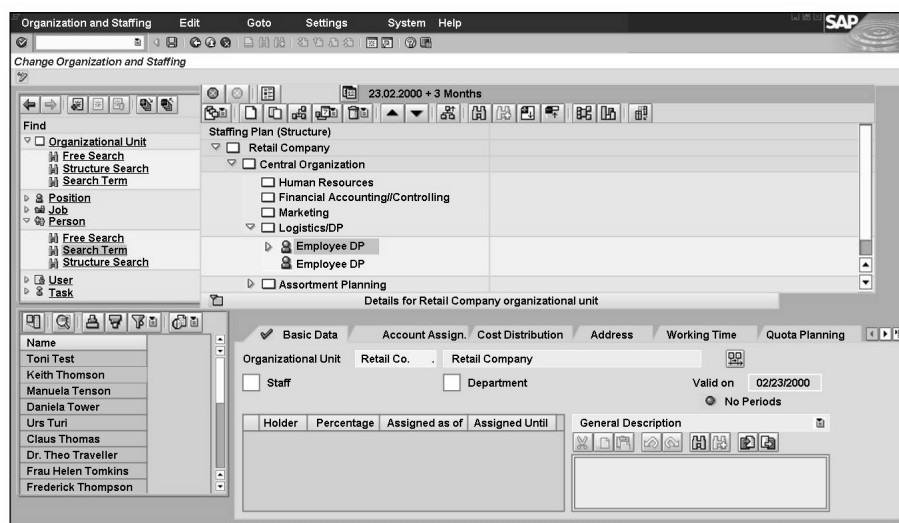 Organization and Staffing Edit Goto Settings System Help
SAP
Change Organization and Staffing
23.02.2000 + 3 Months
Find
Organizational Unit
Free Search
Structure Search
Search Term
Position
Job
Person
Free Search
Search Term
Structure Search
User
Task
Staffing Plan (Structure)
Retail Company
Central Organization
Human Resources
Financial Accounting//Controlling
Marketing
Logistics/DP
Employee DP
Employee DP
Assortment Planning
Details for Retail Company organizational unit
Name
Toni Test
Keith Thomson
Manuela Tenson
Daniela Tower
Urs Turi
Claus Thomas
Dr. Theo Traveller
Frau Helen Tomkins
Frederick Thompson
Basic Data Account Assign. Cost Distribution Address Working Time Quota Planning
Organizational Unit Retail Co. . Retail Company
Staff Department Valid on 02/23/2000
No Periods
Holder Percentage Assigned as of Assigned Until
General Description